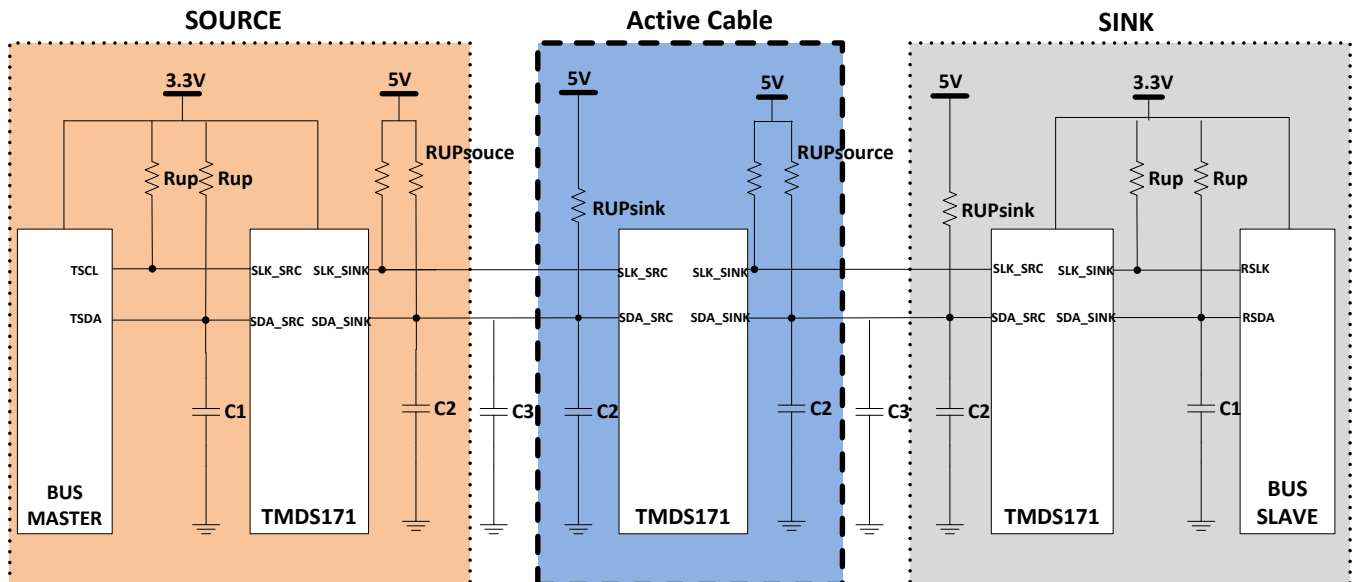 SOURCE
Active Cable
SINK
3.3V
5V
5V
5V
5V
3.3V
RUPsouce
RUPsource
Rup
Rup
RUPsink
RUPsink
Rup
Rup
TSCL
SLK_SRC
SLK_SINK
SLK_SRC
SLK_SINK
SLK_SRC
SLK_SINK
RSLK
TSDA
SDA_SRC
SDA_SINK
SDA_SRC
SDA_SINK
SDA_SRC
SDA_SINK
RSDA
C1
C2
C3
C2
C2
C3
C2
C1
BUS
MASTER
TMDS171
TMDS171
TMDS171
BUS
SLAVE